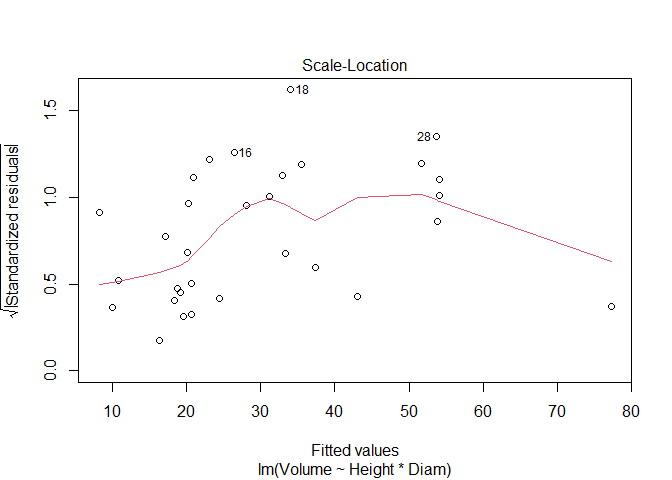 Scale-Location
√|Standardized residuals|
1.5
1.0
0.5
0.0
18
16
28
10 20 30 40 50 60 70 80
Fitted values
lm(Volume ~ Height * Diam)